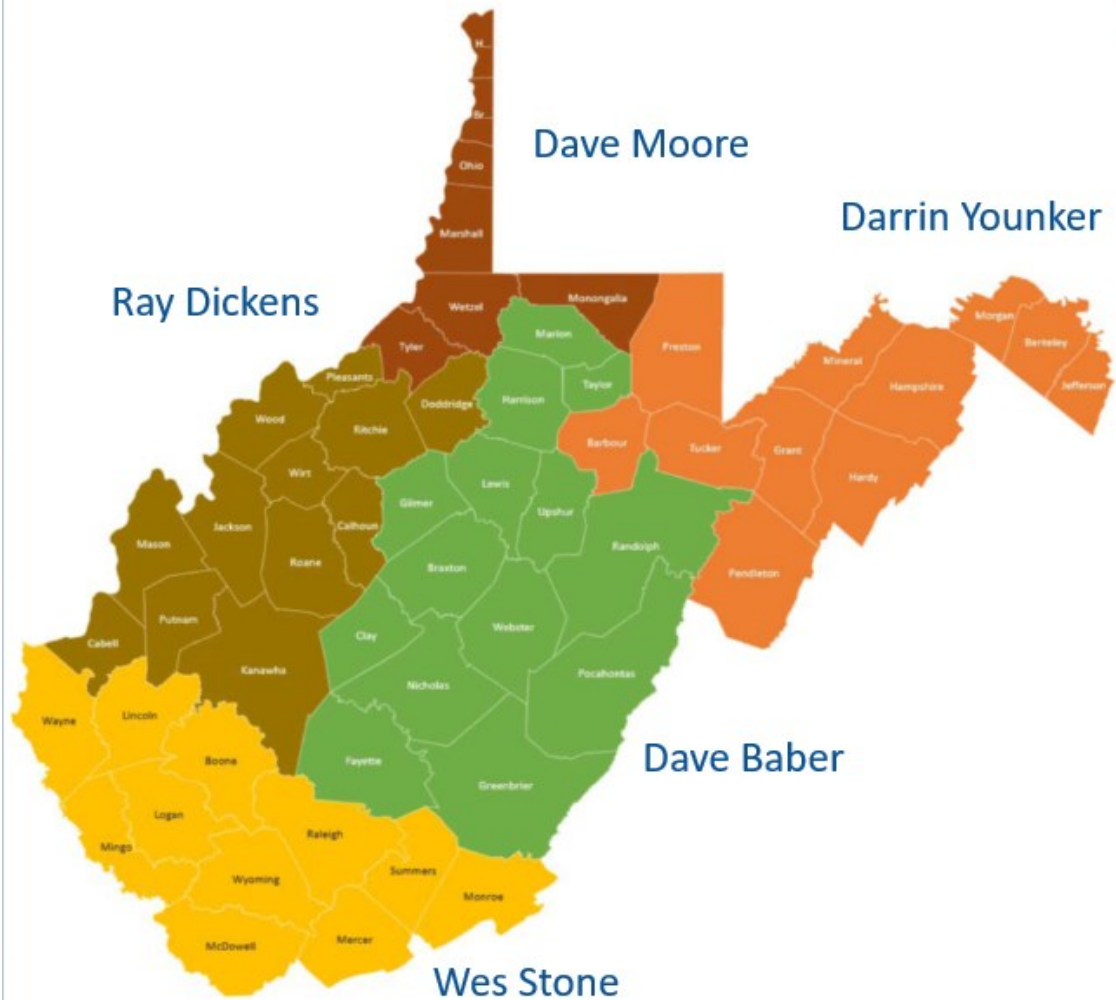 H...
Br...
Dave Moore
Ohio
Darrin Younker
Marshall
Ray Dickens
Wetzel
Monongalia
Tyler
Marion
Preston
Morgan
Berkeley
Mineral
Hampshire
Jefferson
Pleasants
Doddridge
Harrison
Taylor
Wood
Ritchie
Barbour
Tucker
Grant
Hardy
Wirt
Gilmer
Lewis
Upshur
Calhoun
Jackson
Mason
Roane
Randolph
Braxton
Pendleton
Putnam
Clay
Webster
Cabell
Kanawha
Nicholas
Pocahontas
Wayne
Lincoln
Boone
Fayette
Dave Baber
Greenbrier
Logan
Raleigh
Mingo
Wyoming
Summers
Monroe
McDowell
Mercer
Wes Stone